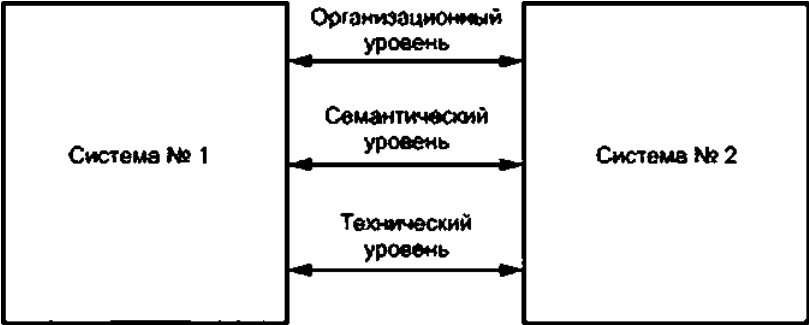 Организационный
уровень
Семантический
уровень
Система № 1
Система № 2
Технический
уровень